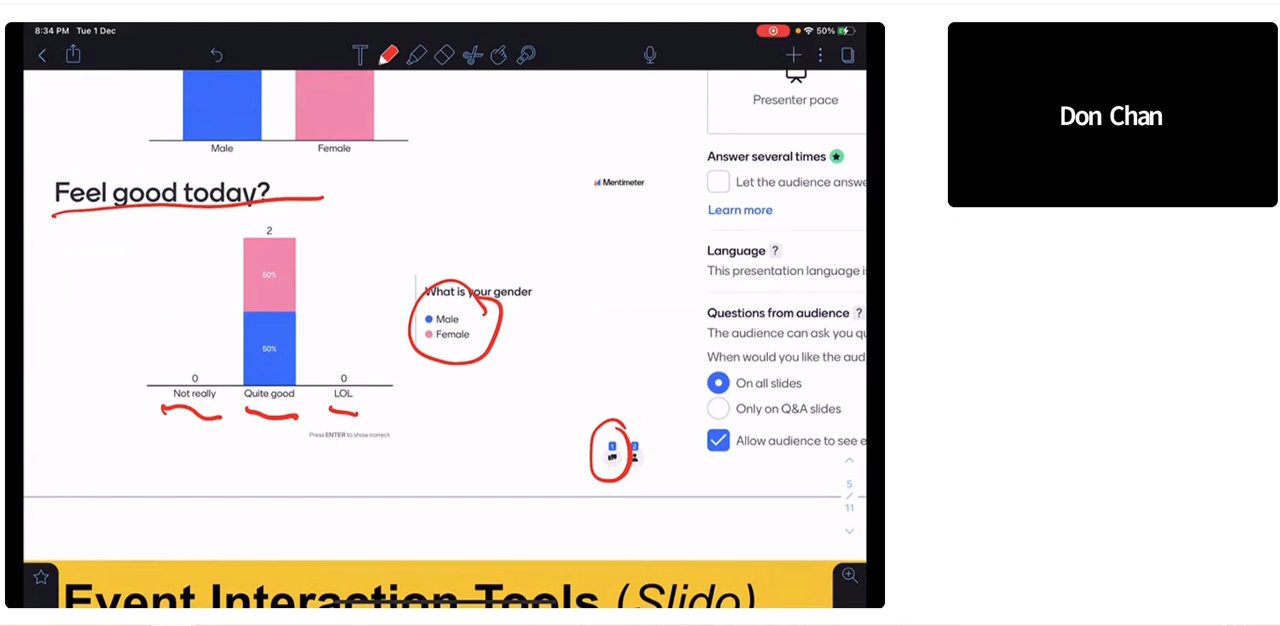 8:34 PM Tue 1 Dec
50%
Don Chan
Presenter pace
Male
Female
Answer several times
Let the audience answe
Learn more
Feel good today?
Mentimeter
2
50%
50%
0
0
Not really
Quite good
LOL
What is your gender
Male
Female
Language ?
This presentation language i
Questions from audience ?
The audience can ask you qu
When would you like the aud
On all slides
Only on Q&A slides
Allow audience to see e
Press ENTER to show correct
1
2
5
11
Event Interaction Tools (Slido)